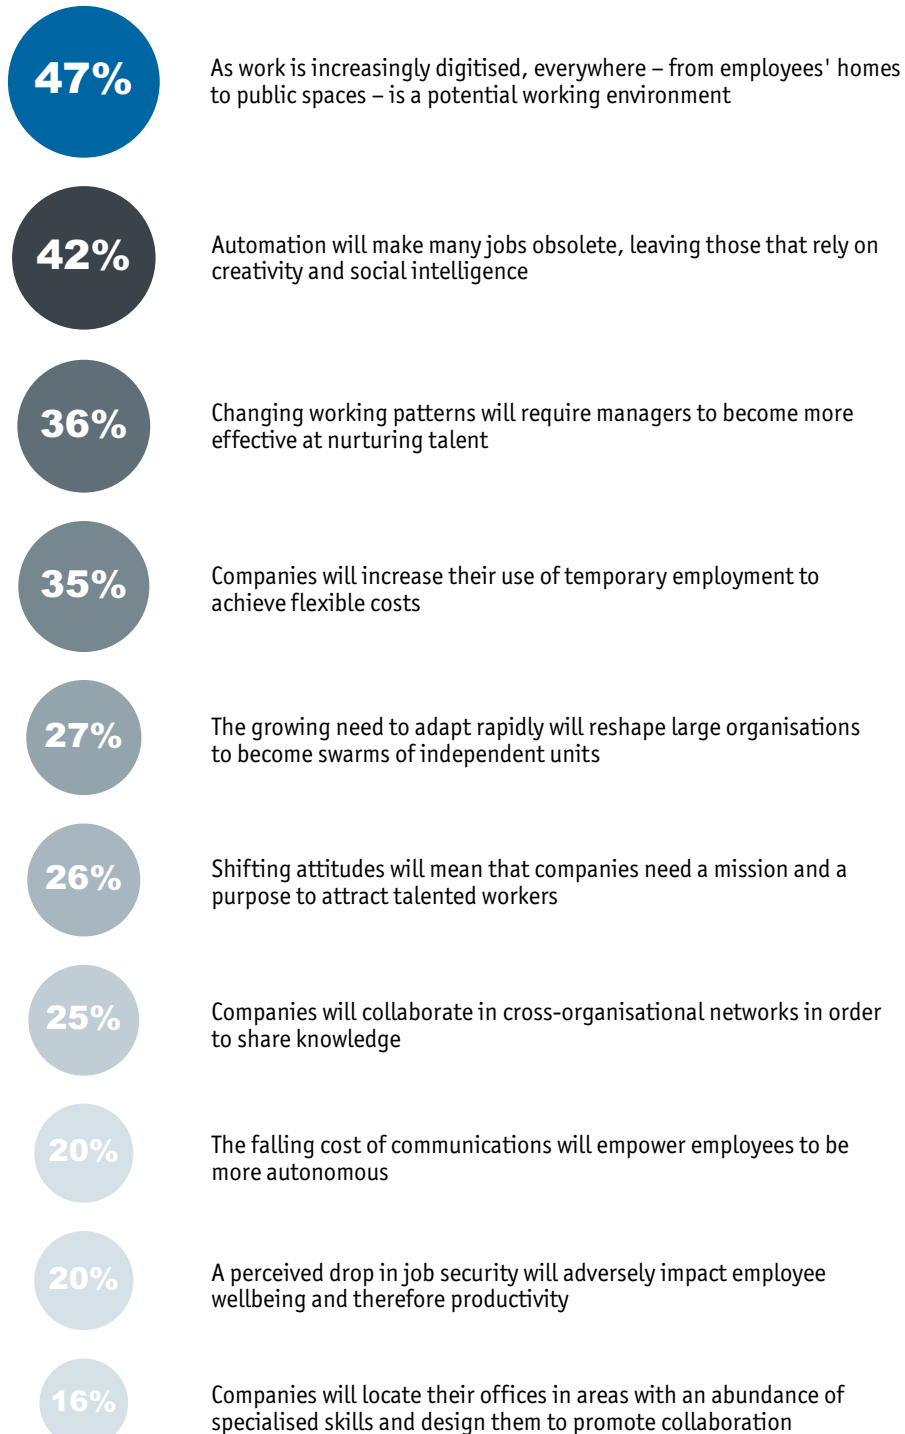 47%
As work is increasingly digitised, everywhere – from employees' homes
to public spaces – is a potential working environment
42%
Automation will make many jobs obsolete, leaving those that rely on
creativity and social intelligence
36%
Changing working patterns will require managers to become more
effective at nurturing talent
35%
Companies will increase their use of temporary employment to
achieve flexible costs
27%
The growing need to adapt rapidly will reshape large organisations
to become swarms of independent units
26%
Shifting attitudes will mean that companies need a mission and a
purpose to attract talented workers
25%
Companies will collaborate in cross-organisational networks in order
to share knowledge
20%
The falling cost of communications will empower employees to be
more autonomous
20%
A perceived drop in job security will adversely impact employee
wellbeing and therefore productivity
16%
Companies will locate their offices in areas with an abundance of
specialised skills and design them to promote collaboration